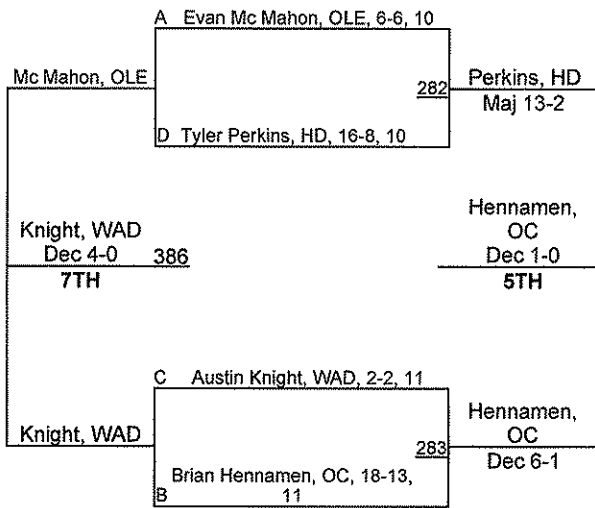 A Evan Mc Mahon, OLE, 6-6, 10
Mc Mahon, OLE
282
Perkins, HD
Maj 13-2
D Tyler Perkins, HD, 16-8, 10
Knight, WAD
Dec 4-0
386
7TH
Hennamen,
OC
Dec 1-0
5TH
C Austin Knight, WAD, 2-2, 11
Knight, WAD
283
Hennamen,
OC
Dec 6-1
Brian Hennamen, OC, 18-13,
B 11